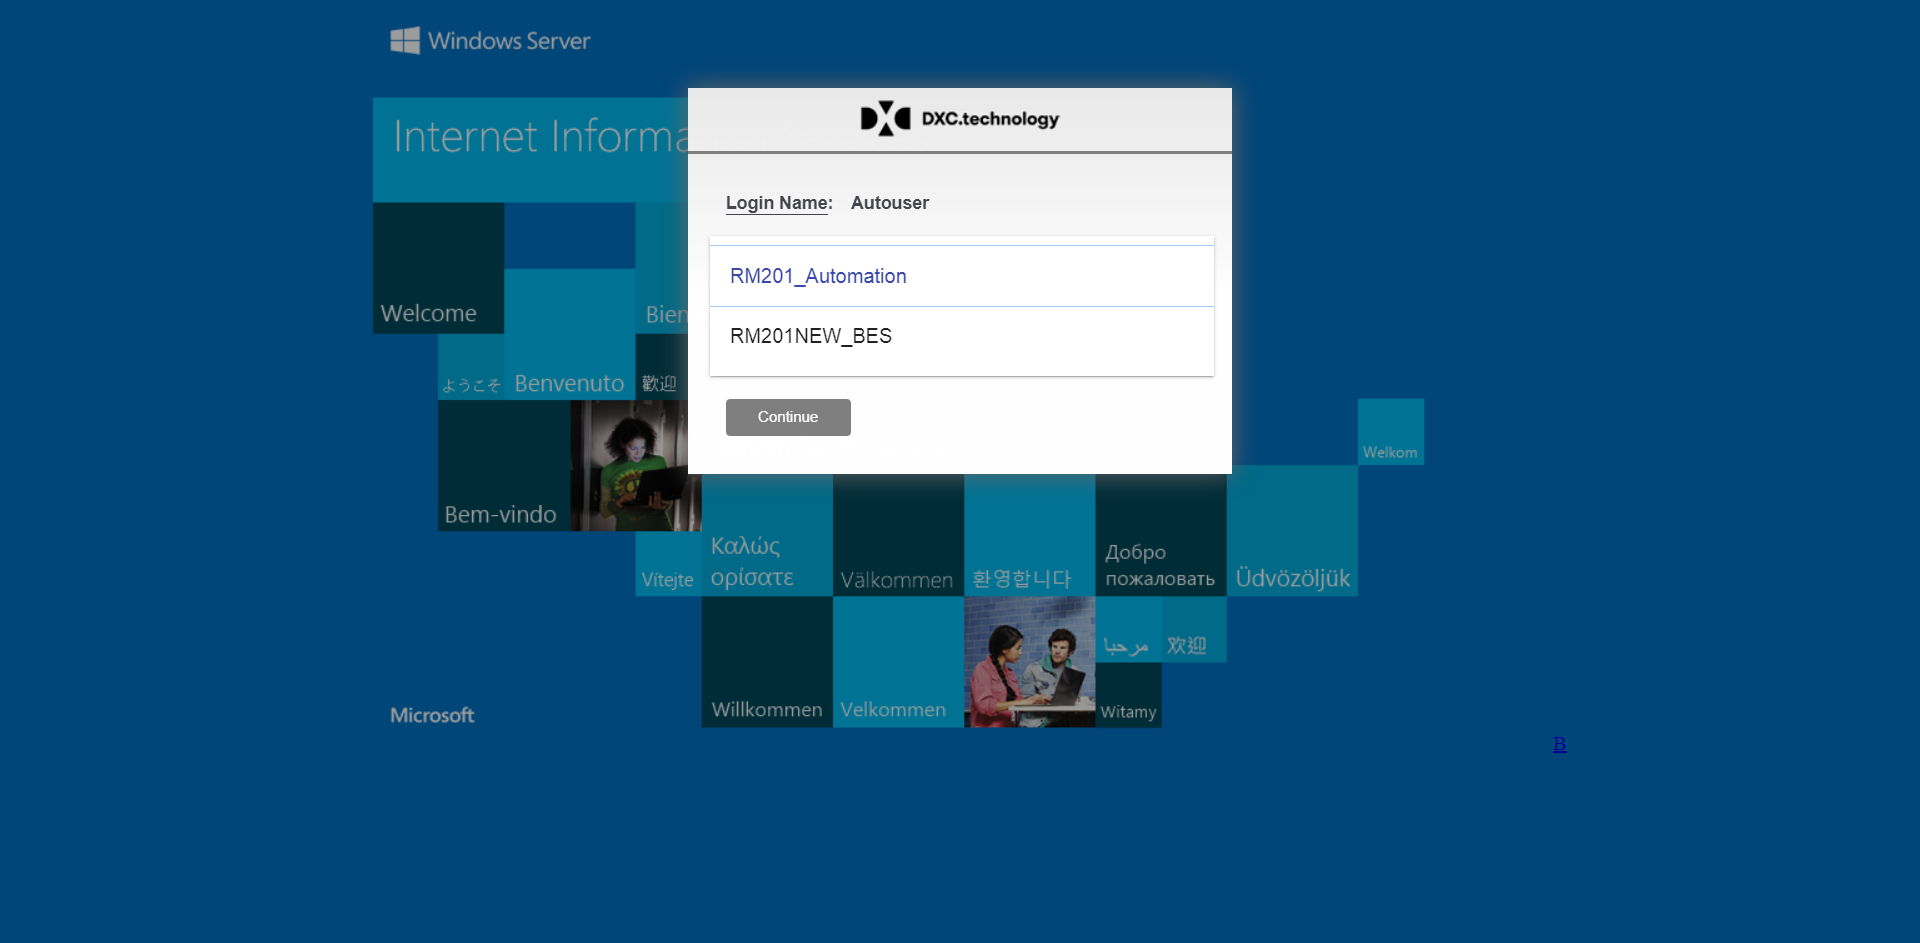 Windows Server
DXC.technology
Internet Informa
Login Name: Autouser
RM201_Automation
RM201NEW_BES
Continue
Welcome
Bien
ようこそ
Benvenuto
歡迎
Bem-vindo
Welkom
Vítejte
Καλώς
ορίσατε
Välkommen
환영합니다
Добро
пожаловать
Üdvözöljük
مرحبا
欢迎
Willkommen
Velkommen
Witamy
Microsoft
B